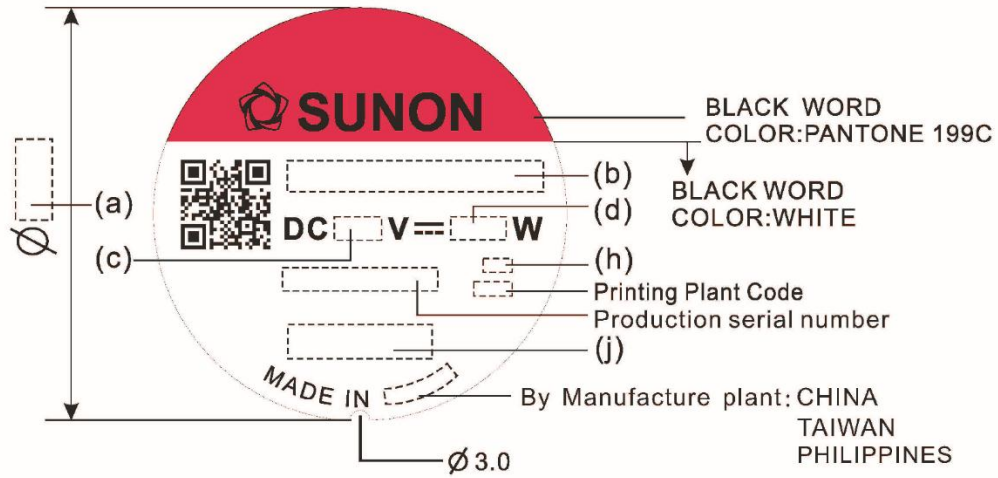 SUNON
BLACK WORD
COLOR:PANTONE 199C
(b)
BLACK WORD
COLOR:WHITE
(a)
Ø
(d)
DC V⎓ W
(c)
(h)
Printing Plant Code
Production serial number
(j)
MADE IN
By Manufacture plant: CHINA
TAIWAN
PHILIPPINES
Ø 3.0